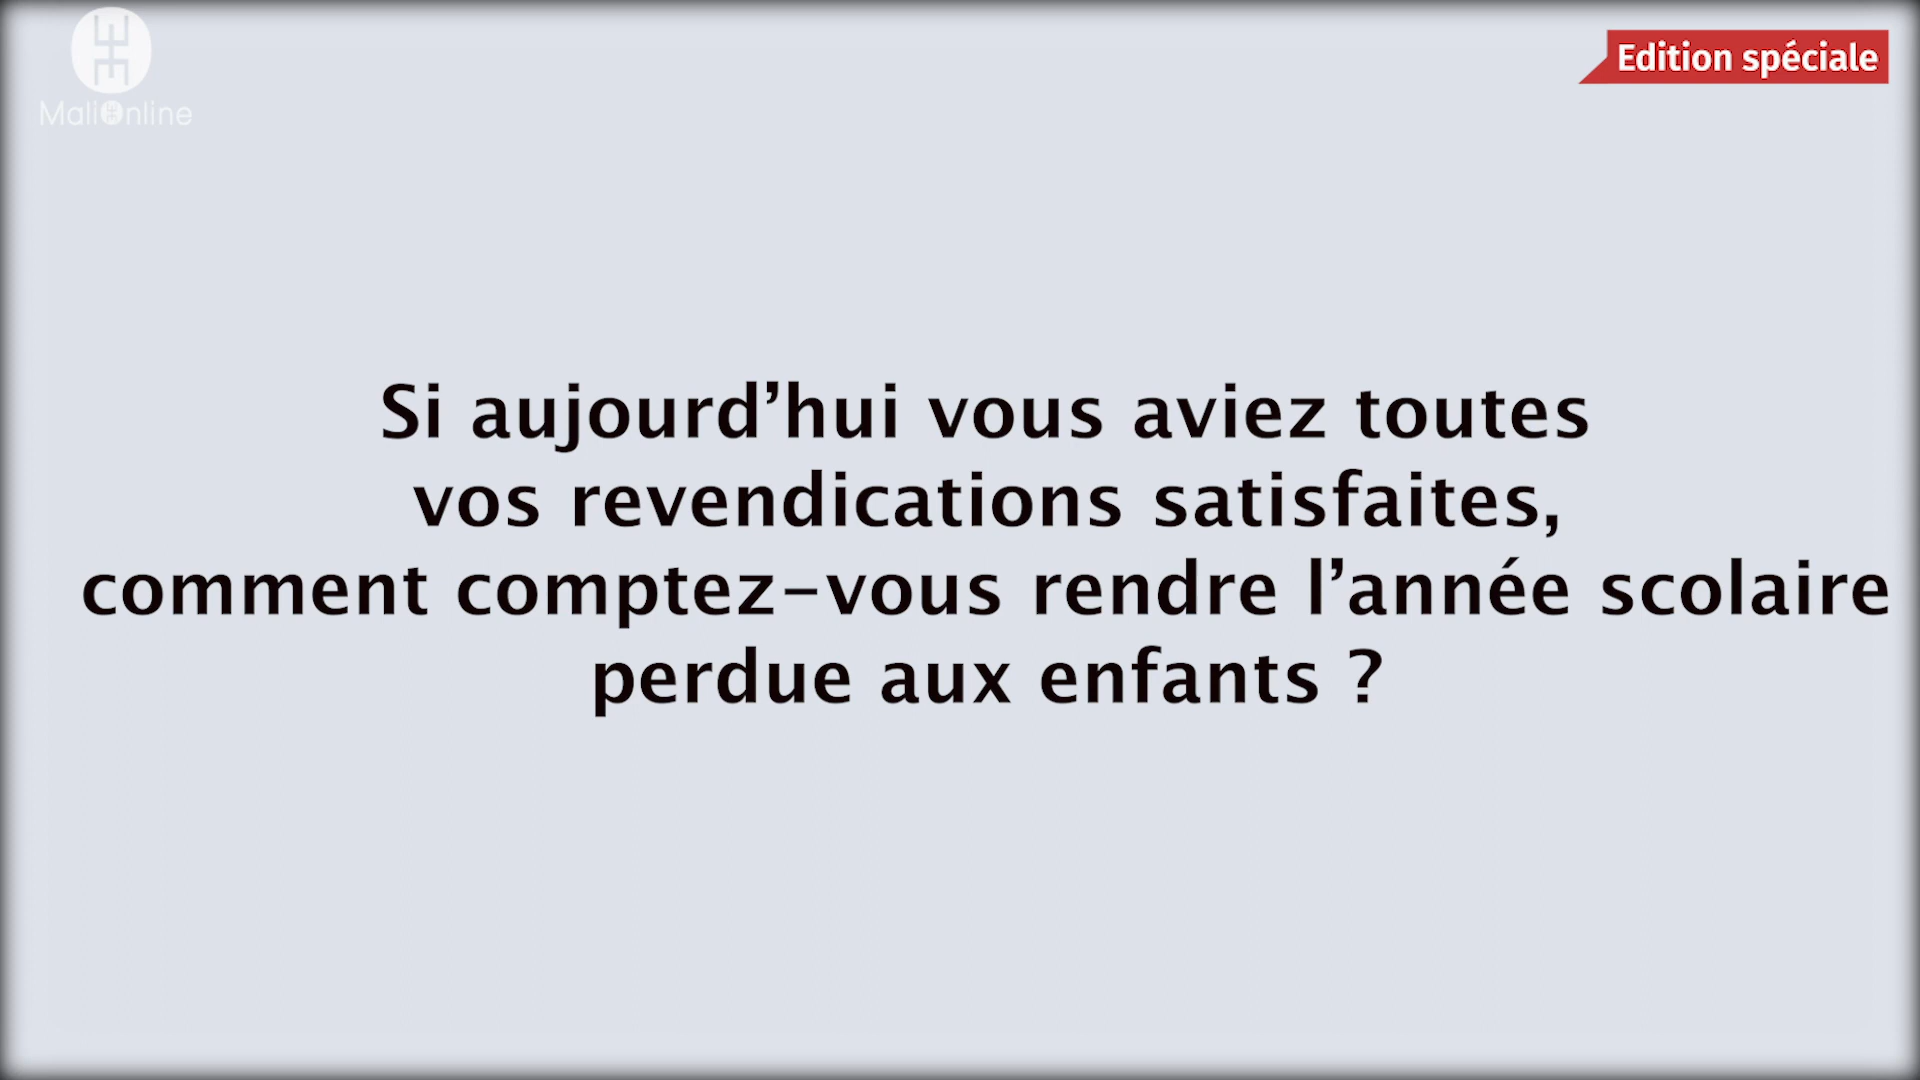 MaliOnline
Edition spéciale
Si aujourd’hui vous aviez toutes
vos revendications satisfaites,
comment comptez-vous rendre l’année scolaire
perdue aux enfants ?